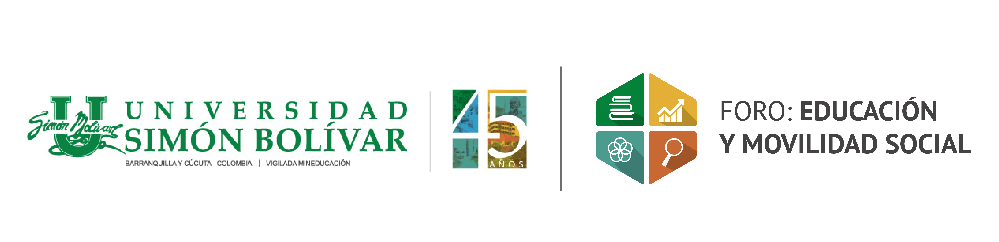 U
Simón Bolívar
UNIVERSIDAD
SIMÓN BOLÍVAR
BARRANQUILLA Y CÚCUTA - COLOMBIA | VIGILADA MINEDUCACIÓN
45
AÑOS
FORO: EDUCACIÓN
Y MOVILIDAD SOCIAL